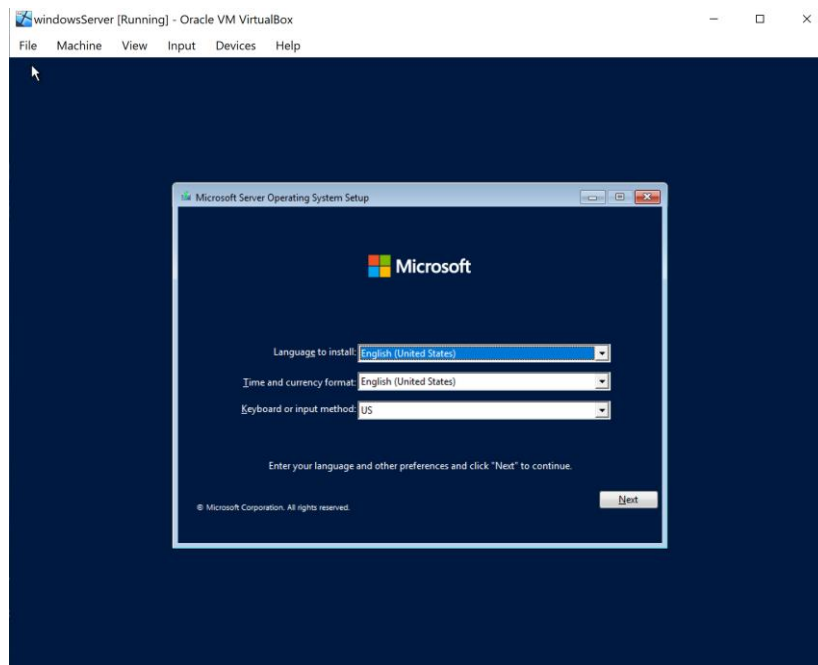 windowsServer [Running] - Oracle VM VirtualBox
File Machine View Input Devices Help
Microsoft Server Operating System Setup
Microsoft
Language to install: English (United States)
Time and currency format: English (United States)
Keyboard or input method: US
Enter your language and other preferences and click "Next" to continue.
Next
© Microsoft Corporation. All rights reserved.